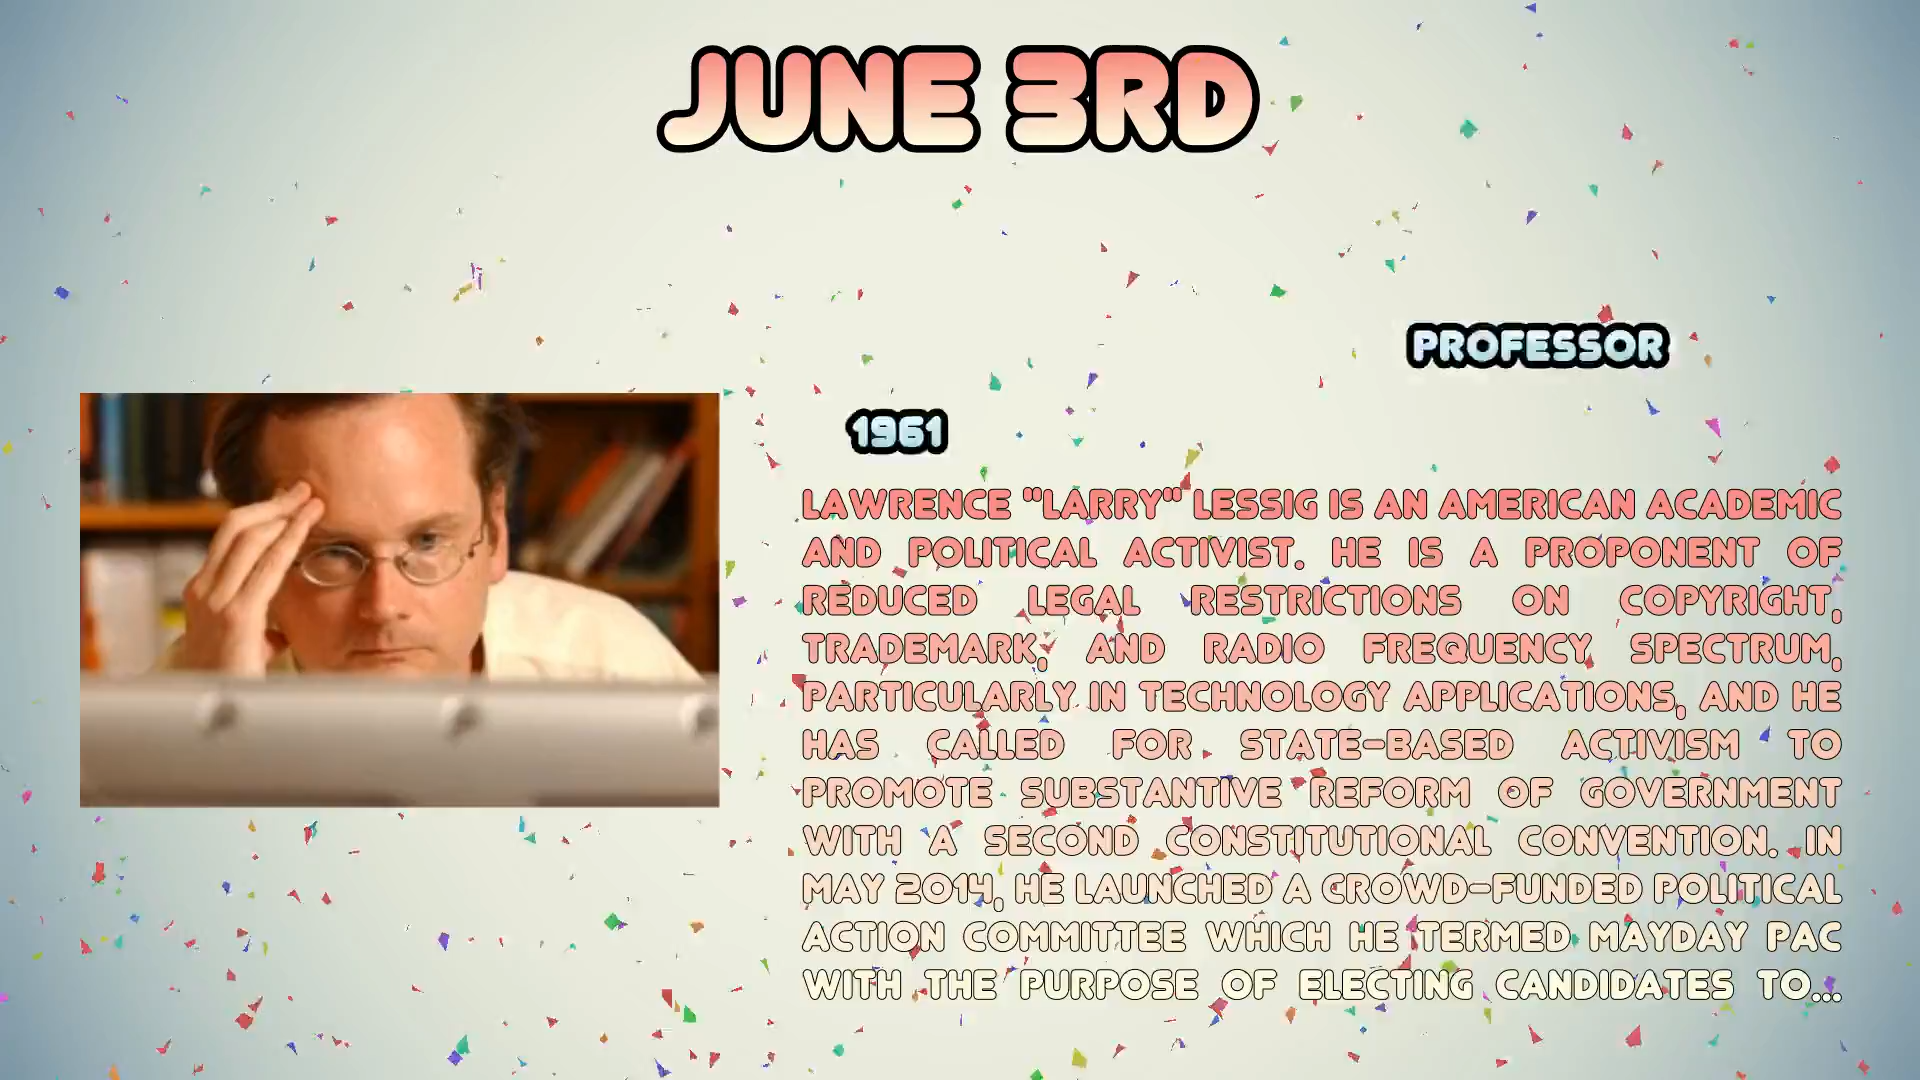 JUNE 3RD
PROFESSOR
1961
LAWRENCE "LARRY" LESSIG IS AN AMERICAN ACADEMIC
AND POLITICAL ACTIVIST. HE IS A PROPONENT OF
REDUCED LEGAL RESTRICTIONS ON COPYRIGHT,
TRADEMARK, AND RADIO FREQUENCY SPECTRUM,
PARTICULARLY IN TECHNOLOGY APPLICATIONS, AND HE
HAS CALLED FOR STATE-BASED ACTIVISM TO
PROMOTE SUBSTANTIVE REFORM OF GOVERNMENT
WITH A SECOND CONSTITUTIONAL CONVENTION. IN
MAY 2014, HE LAUNCHED A CROWD-FUNDED POLITICAL
ACTION COMMITTEE WHICH HE TERMED MAYDAY PAC
WITH THE PURPOSE OF ELECTING CANDIDATES TO...